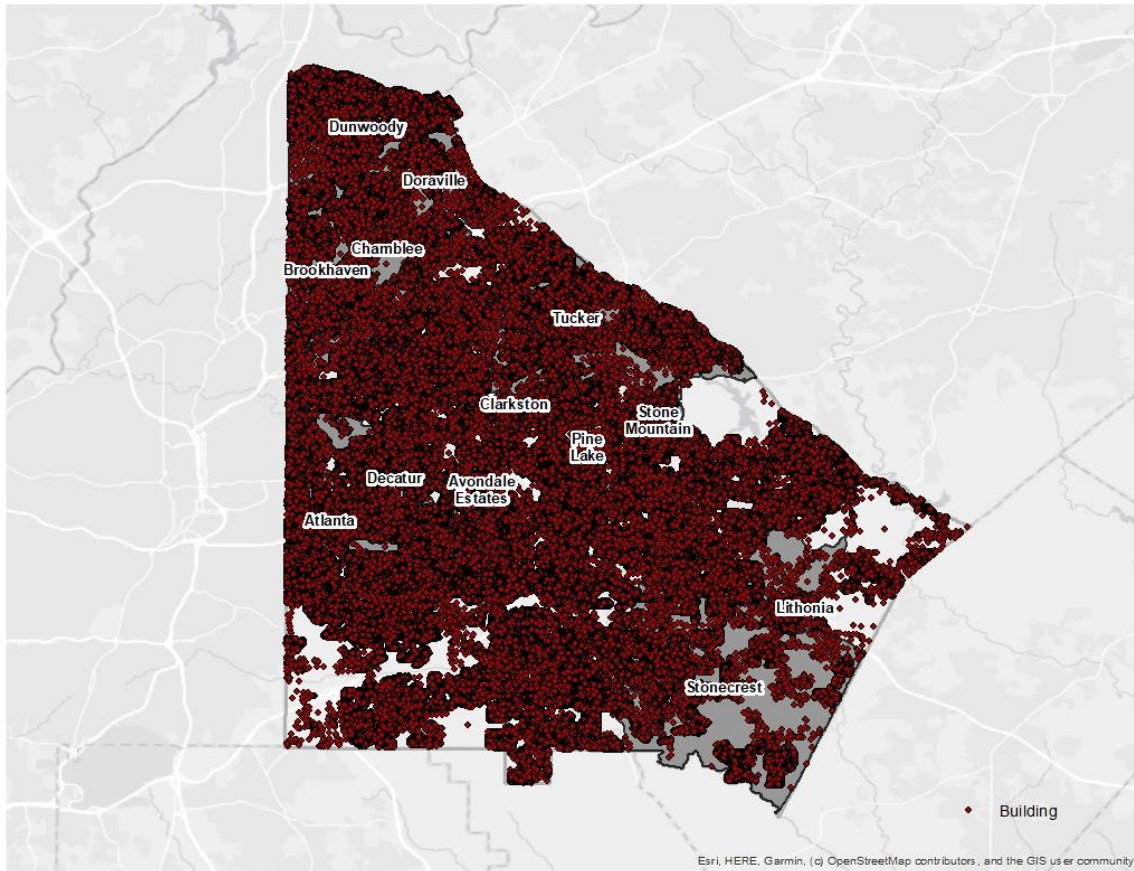 Dunwoody
Doraville
Chamblee
Brookhaven
Tucker
Clarkston
Stone
Mountain
Pine
Lake
Decatur
Avondale
Estates
Atlanta
Lithonia
Stonecrest
Building
Esri, HERE, Garmin, (c) OpenStreetMap contributors, and the GIS user community